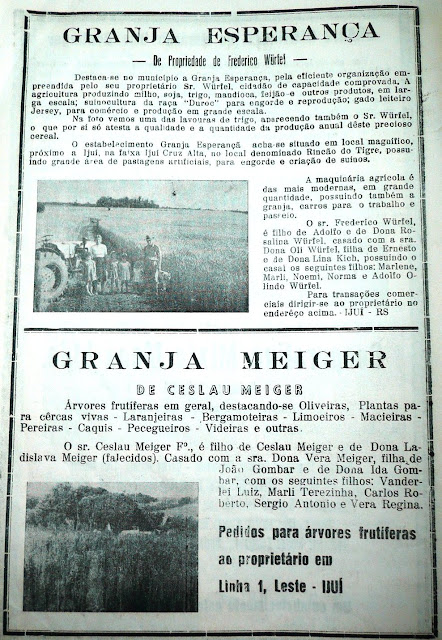 GRANJA ESPERANÇA
— De Propriedade de Frederico Würfel —
Destaca-se no município a Granja Esperança, pela eficiente organização em-
preendida pelo seu proprietário Sr. Würfel, cidadão de capacidade comprovada, A
agricultura produzindo milho, soja, trigo, mandioca, feijão e outros produtos, em lar-
ga escala; suinocultura da raça "Duroc" para engorde e reprodução; gado leiteiro
Jersey, para comércio e produção em grande escala.
Na foto vemos uma das lavouras de trigo, aparecendo também o Sr. Würfel,
o que por si só atesta a qualidade e a quantidade da produção anual dêste precioso
cereal.
O estabelecimento Granja Esperança acha-se situado em local magnífico,
próximo a Ijuí, na faixa Ijuí Cruz Alta, no local denominado Rincão do Tigre, possu-
indo grande área de pastagens artificiais, para engorde e criação de suínos.
A maquinária agrícola é
das mais modernas, em grande
quantidade, possuindo também a
granja, carros para o trabalho e
passeio.
O sr. Frederico Würfel,
é filho de Adolfo e de Dona Ro-
salina Würfel, casado com a sra.
Dona Oli Würfel, filha de Ernesto
e de Dona Lina Kich, possuindo o
casal os seguintes filhos: Marlene,
Marli, Noemi, Norma e Adolfo O-
lindo Würfel.
Para transações comer-
ciais dirigir-se ao proprietário no
enderêço acima. - IJUÍ - RS
GRANJA MEIGER
DE CESLAU MEIGER
Árvores frutíferas em geral, destacando-se Oliveiras, Plantas pa-
ra cêrcas vivas - Laranjeiras - Bergamoteiras - Limoeiros - Macieiras -
Pereiras - Caquis - Pecegueiros - Videiras e outras.
O sr. Ceslau Meiger Fº., é filho de Ceslau Meiger e de Dona La-
dislava Meiger (falecidos). Casado com a sra. Dona Vera Meiger, filha de
João Gombar e de Dona Ida Gom-
bar, com os seguintes filhos: Vander-
lei Luiz, Marli Terezinha, Carlos Ro-
berto, Sergio Antonio e Vera Regina.
Pedidos para árvores frutíferas
ao proprietário em
Linha 1, Leste - IJUÍ